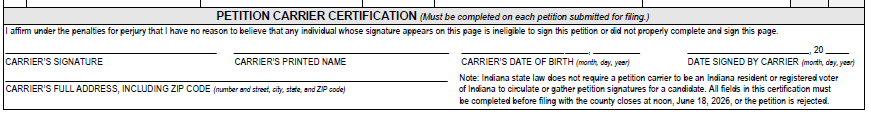 PETITION CARRIER CERTIFICATION (Must be completed on each petition submitted for filing.)
I affirm under the penalties for perjury that I have no reason to believe that any individual whose signature appears on this page is ineligible to sign this petition or did not properly complete and sign this page.
, 20
CARRIER'S SIGNATURE CARRIER'S PRINTED NAME CARRIER'S DATE OF BIRTH (month, day, year) DATE SIGNED BY CARRIER (month, day, year)
CARRIER'S FULL ADDRESS, INCLUDING ZIP CODE (number and street, city, state, and ZIP code)
Note: Indiana state law does not require a petition carrier to be an Indiana resident or registered voter
of Indiana to circulate or gather petition signatures for a candidate. All fields in this certification must
be completed before filing with the county closes at noon, June 18, 2026, or the petition is rejected.